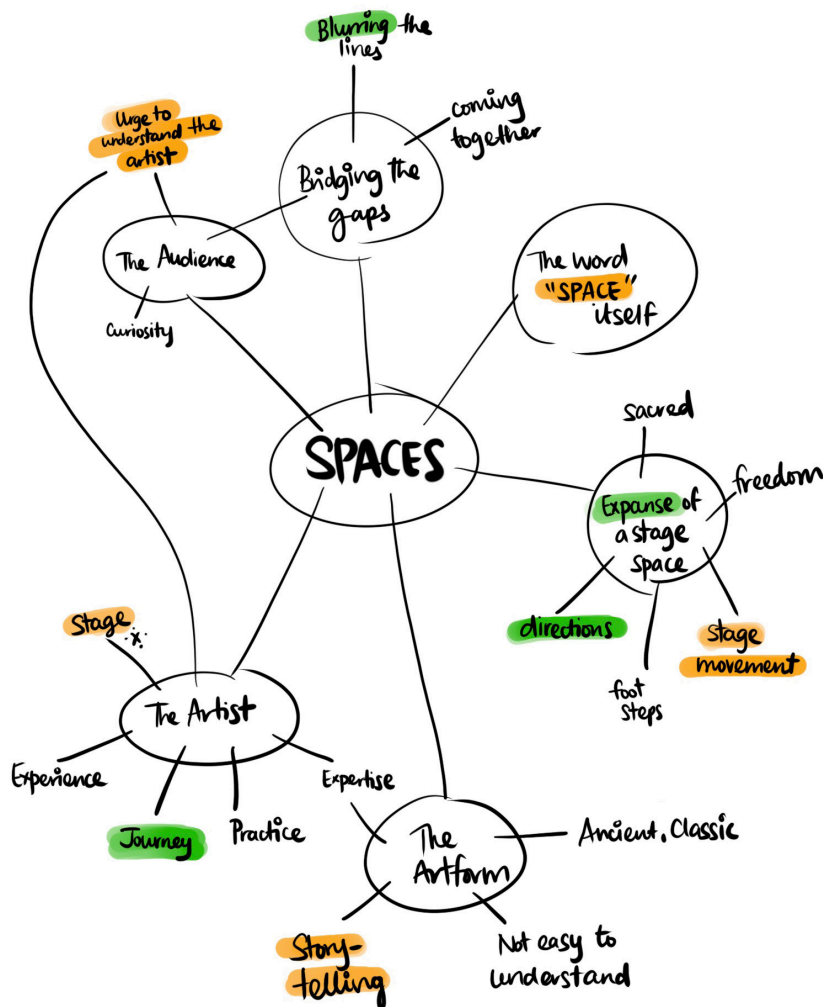 Blurring the
lines
coming
together
Urge to
understand the
artist
Bridging the
gaps
The Audience
Curiosity
The word
"SPACE"
itself
SPACES
sacred
freedom
Expanse of
a stage
space
directions
stage
movement
foot
steps
Stage
The Artist
Experience
Journey
Practice
Expertise
The
Artform
Ancient, Classic
Story-
telling
Not easy to
understand